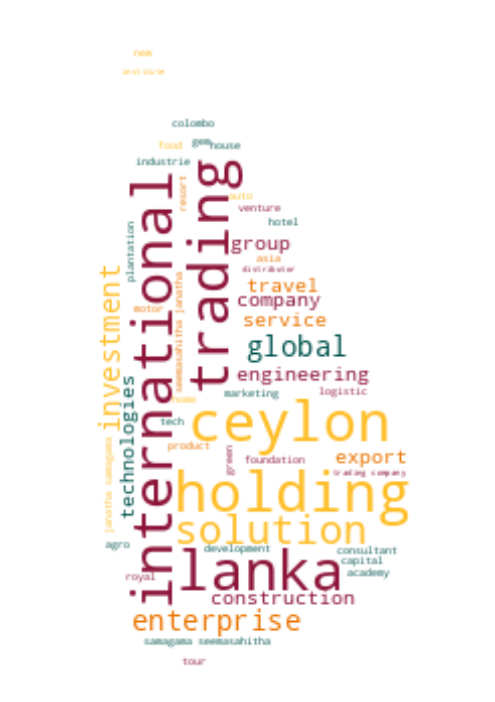 new
institute
colombo
food
gem
house
industrie
resort
auto
venture
hotel
plantation
international
trading
group
asia
distributor
travel
company
motor
seemasahitha janatha
service
investment
global
engineering
technologies
home
marketing
logistic
ceylon
tech
product
green
foundation
export
trading company
janatha samagama
holding
solution
agro
development
consultant
lanka
capital
academy
royal
construction
enterprise
samagama seemasahitha
tour